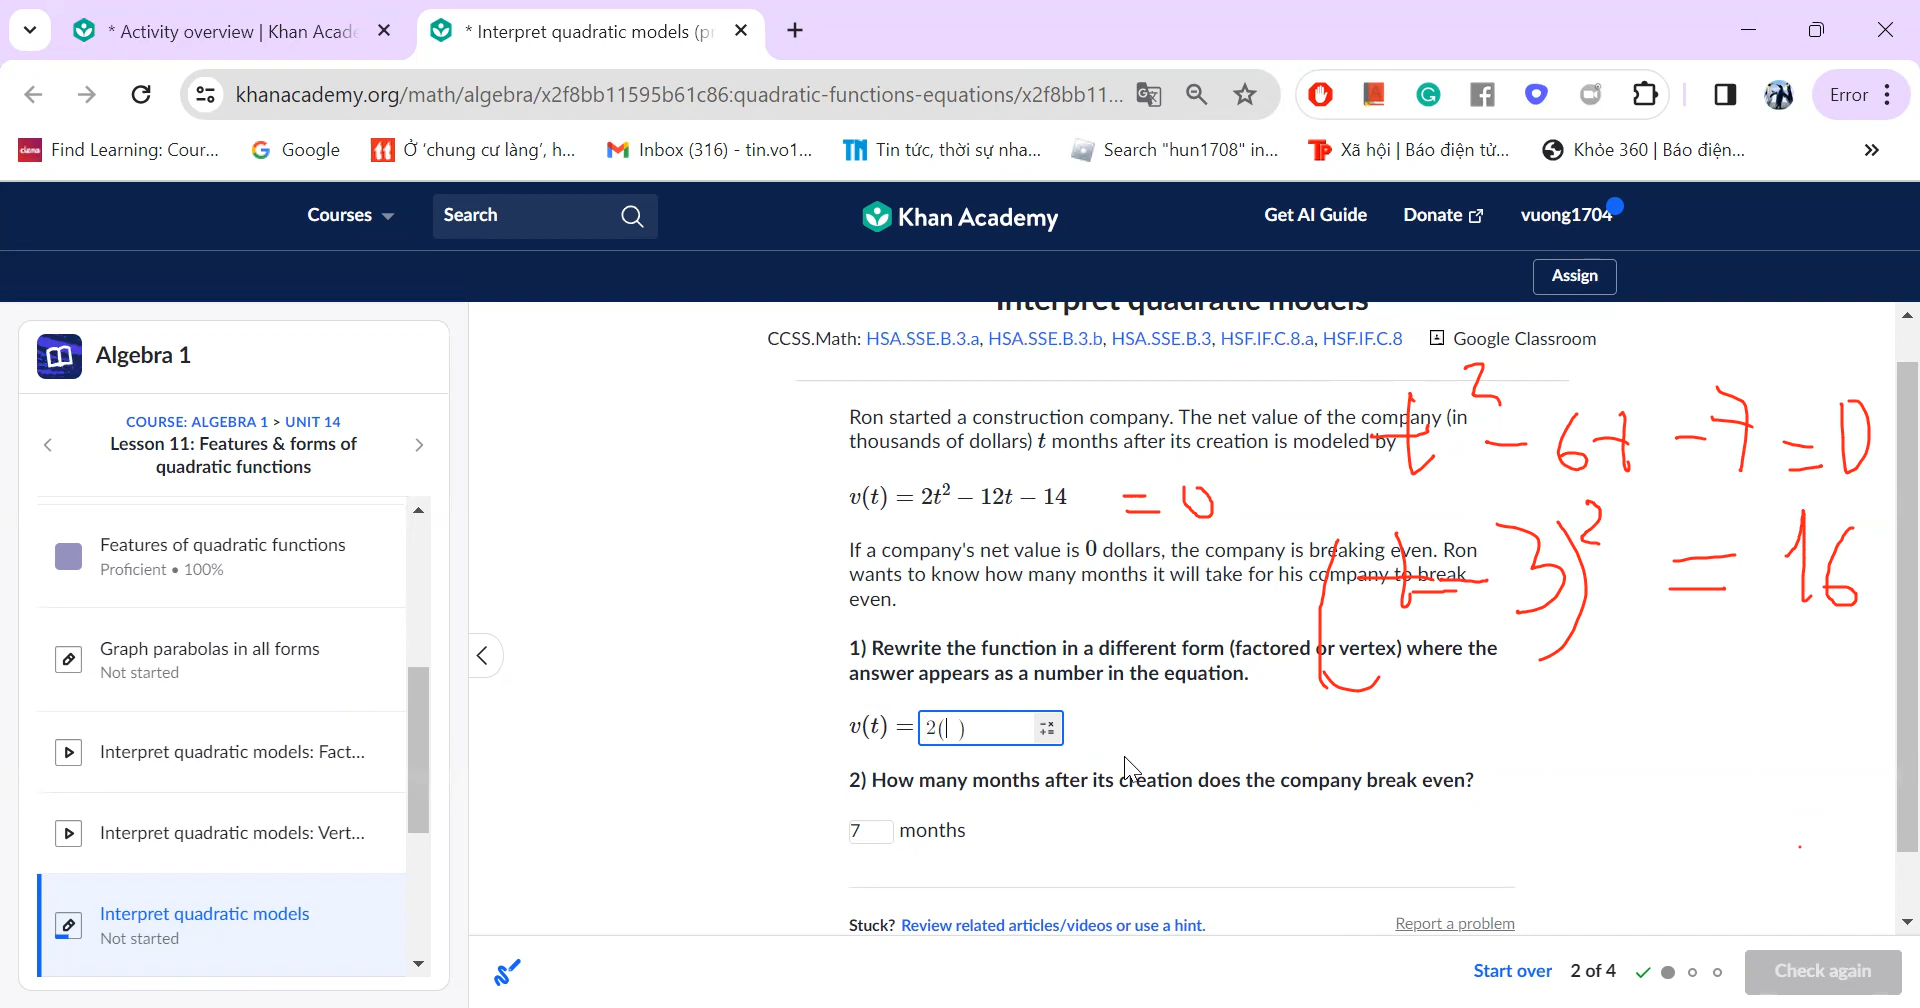 * Activity overview | Khan Acade
* Interpret quadratic models (pr
khanacademy.org/math/algebra/x2f8bb11595b61c86:quadratic-functions-equations/x2f8bb11...
Error
Find Learning: Cour...
Google
Ở ‘chung cư làng’, h...
Inbox (316) - tin.vo1...
TN Tin tức, thời sự nha...
Search "hun1708" in...
Xã hội | Báo điện tử...
Khỏe 360 | Báo điện...
Courses
Search
Khan Academy
Get AI Guide
Donate
vuong1704
Assign
Algebra 1
COURSE: ALGEBRA 1 > UNIT 14
Lesson 11: Features & forms of
quadratic functions
Features of quadratic functions
Proficient • 100%
Graph parabolas in all forms
Not started
Interpret quadratic models: Fact...
Interpret quadratic models: Vert...
Interpret quadratic models
Not started
Interpret quadratic models
CCSS.Math: HSA.SSE.B.3.a, HSA.SSE.B.3.b, HSA.SSE.B.3, HSF.IF.C.8.a, HSF.IF.C.8
Google Classroom
Ron started a construction company. The net value of the company (in
thousands of dollars) t months after its creation is modeled by
t² - 6t - 7 = 0
v(t) = 2t² − 12t − 14 = 0
If a company's net value is 0 dollars, the company is breaking even. Ron
wants to know how many months it will take for his company to break
even.
(t - 3)² = 16
1) Rewrite the function in a different form (factored or vertex) where the
answer appears as a number in the equation.
v(t) = 2( )
2) How many months after its creation does the company break even?
7 months
Stuck? Review related articles/videos or use a hint.
Report a problem
Start over
2 of 4
Check again